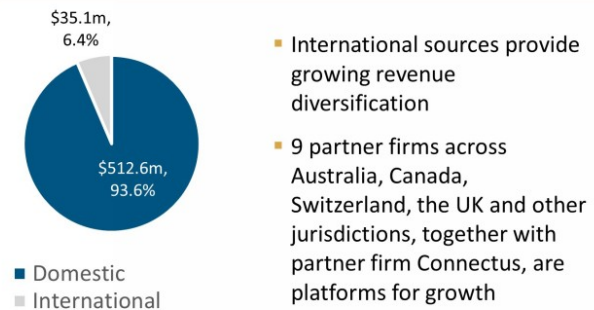 $35.1m,
6.4%
$512.6m,
93.6%
Domestic
International
International sources provide
growing revenue
diversification
9 partner firms across
Australia, Canada,
Switzerland, the UK and other
jurisdictions, together with
partner firm Connectus, are
platforms for growth